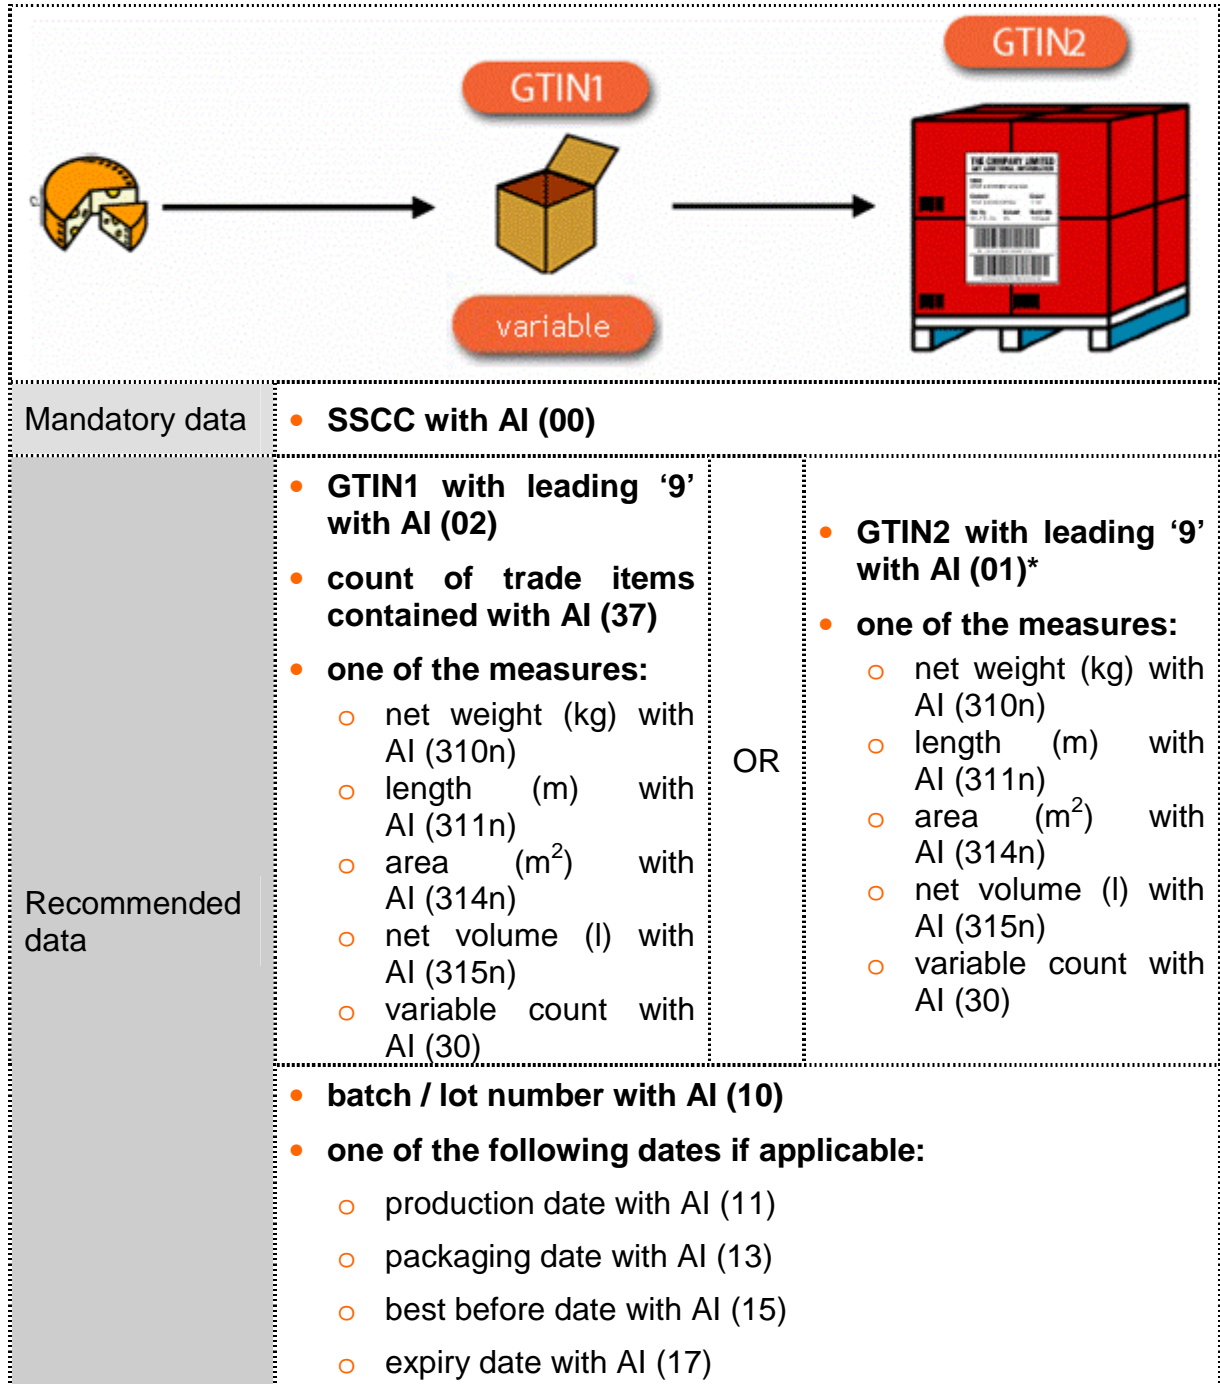 GTIN2
GTIN1
THE COMPANY LIMITED
variable
Mandatory data
• SSCC with AI (00)
Recommended
data
• GTIN1 with leading ‘9’
with AI (02)
• count of trade items
contained with AI (37)
• one of the measures:
o net weight (kg) with
AI (310n)
o length (m) with
AI (311n)
o area (m²) with
AI (314n)
o net volume (l) with
AI (315n)
o variable count with
AI (30)
OR
• GTIN2 with leading ‘9’
with AI (01)*
• one of the measures:
o net weight (kg) with
AI (310n)
o length (m) with
AI (311n)
o area (m²) with
AI (314n)
o net volume (l) with
AI (315n)
o variable count with
AI (30)
• batch / lot number with AI (10)
• one of the following dates if applicable:
o production date with AI (11)
o packaging date with AI (13)
o best before date with AI (15)
o expiry date with AI (17)